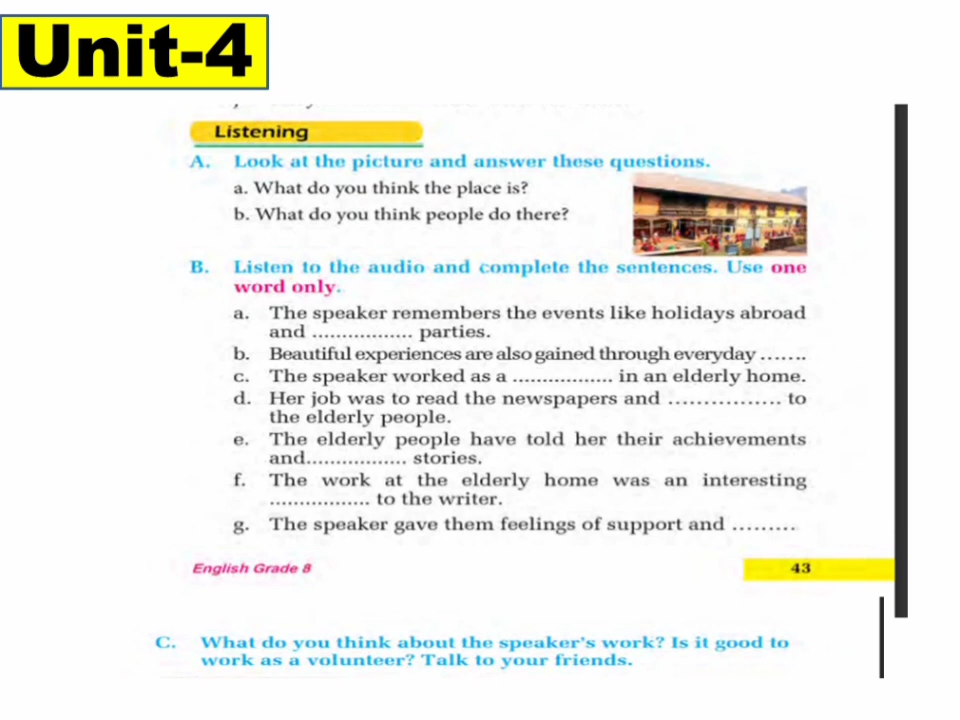 Unit-4
Listening
A. Look at the picture and answer these questions.
a. What do you think the place is?
b. What do you think people do there?
B. Listen to the audio and complete the sentences. Use one
word only.
a. The speaker remembers the events like holidays abroad
and ................. parties.
b. Beautiful experiences are also gained through everyday .......
c. The speaker worked as a ................. in an elderly home.
d. Her job was to read the newspapers and ................ to
the elderly people.
e. The elderly people have told her their achievements
and................. stories.
f. The work at the elderly home was an interesting
................. to the writer.
g. The speaker gave them feelings of support and .........
English Grade 8
43
C. What do you think about the speaker's work? Is it good to
work as a volunteer? Talk to your friends.